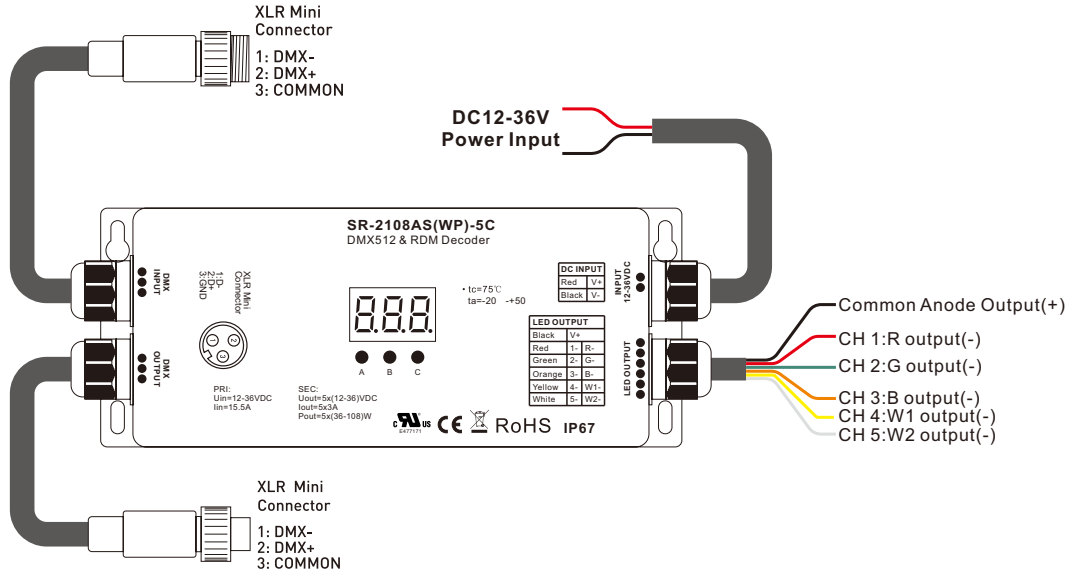 XLR Mini
Connector
1: DMX-
2: DMX+
3: COMMON
DC12-36V
Power Input
SR-2108AS(WP)-5C
DMX512 & RDM Decoder
DMX
INPUT
XLR Mini
Connector
1:D-
2:D+
3:GND
1
2
3
8.8.8.
A B C
• tc=75℃
ta=-20 -+50
DC INPUT
Red V+
Black V-
INPUT
12-36VDC
LED OUTPUT
Black V+
Red 1- R-
Green 2- G-
Orange 3- B-
Yellow 4- W1-
White 5- W2-
LED OUTPUT
DMX
OUTPUT
PRI:
Uin=12-36VDC
Iin=15.5A
SEC:
Uout=5x(12-36)VDC
Iout=5x3A
Pout=5x(36-108)W
c RU US
E477171
CE
RoHS
IP67
Common Anode Output(+)
CH 1:R output(-)
CH 2:G output(-)
CH 3:B output(-)
CH 4:W1 output(-)
CH 5:W2 output(-)
XLR Mini
Connector
1: DMX-
2: DMX+
3: COMMON